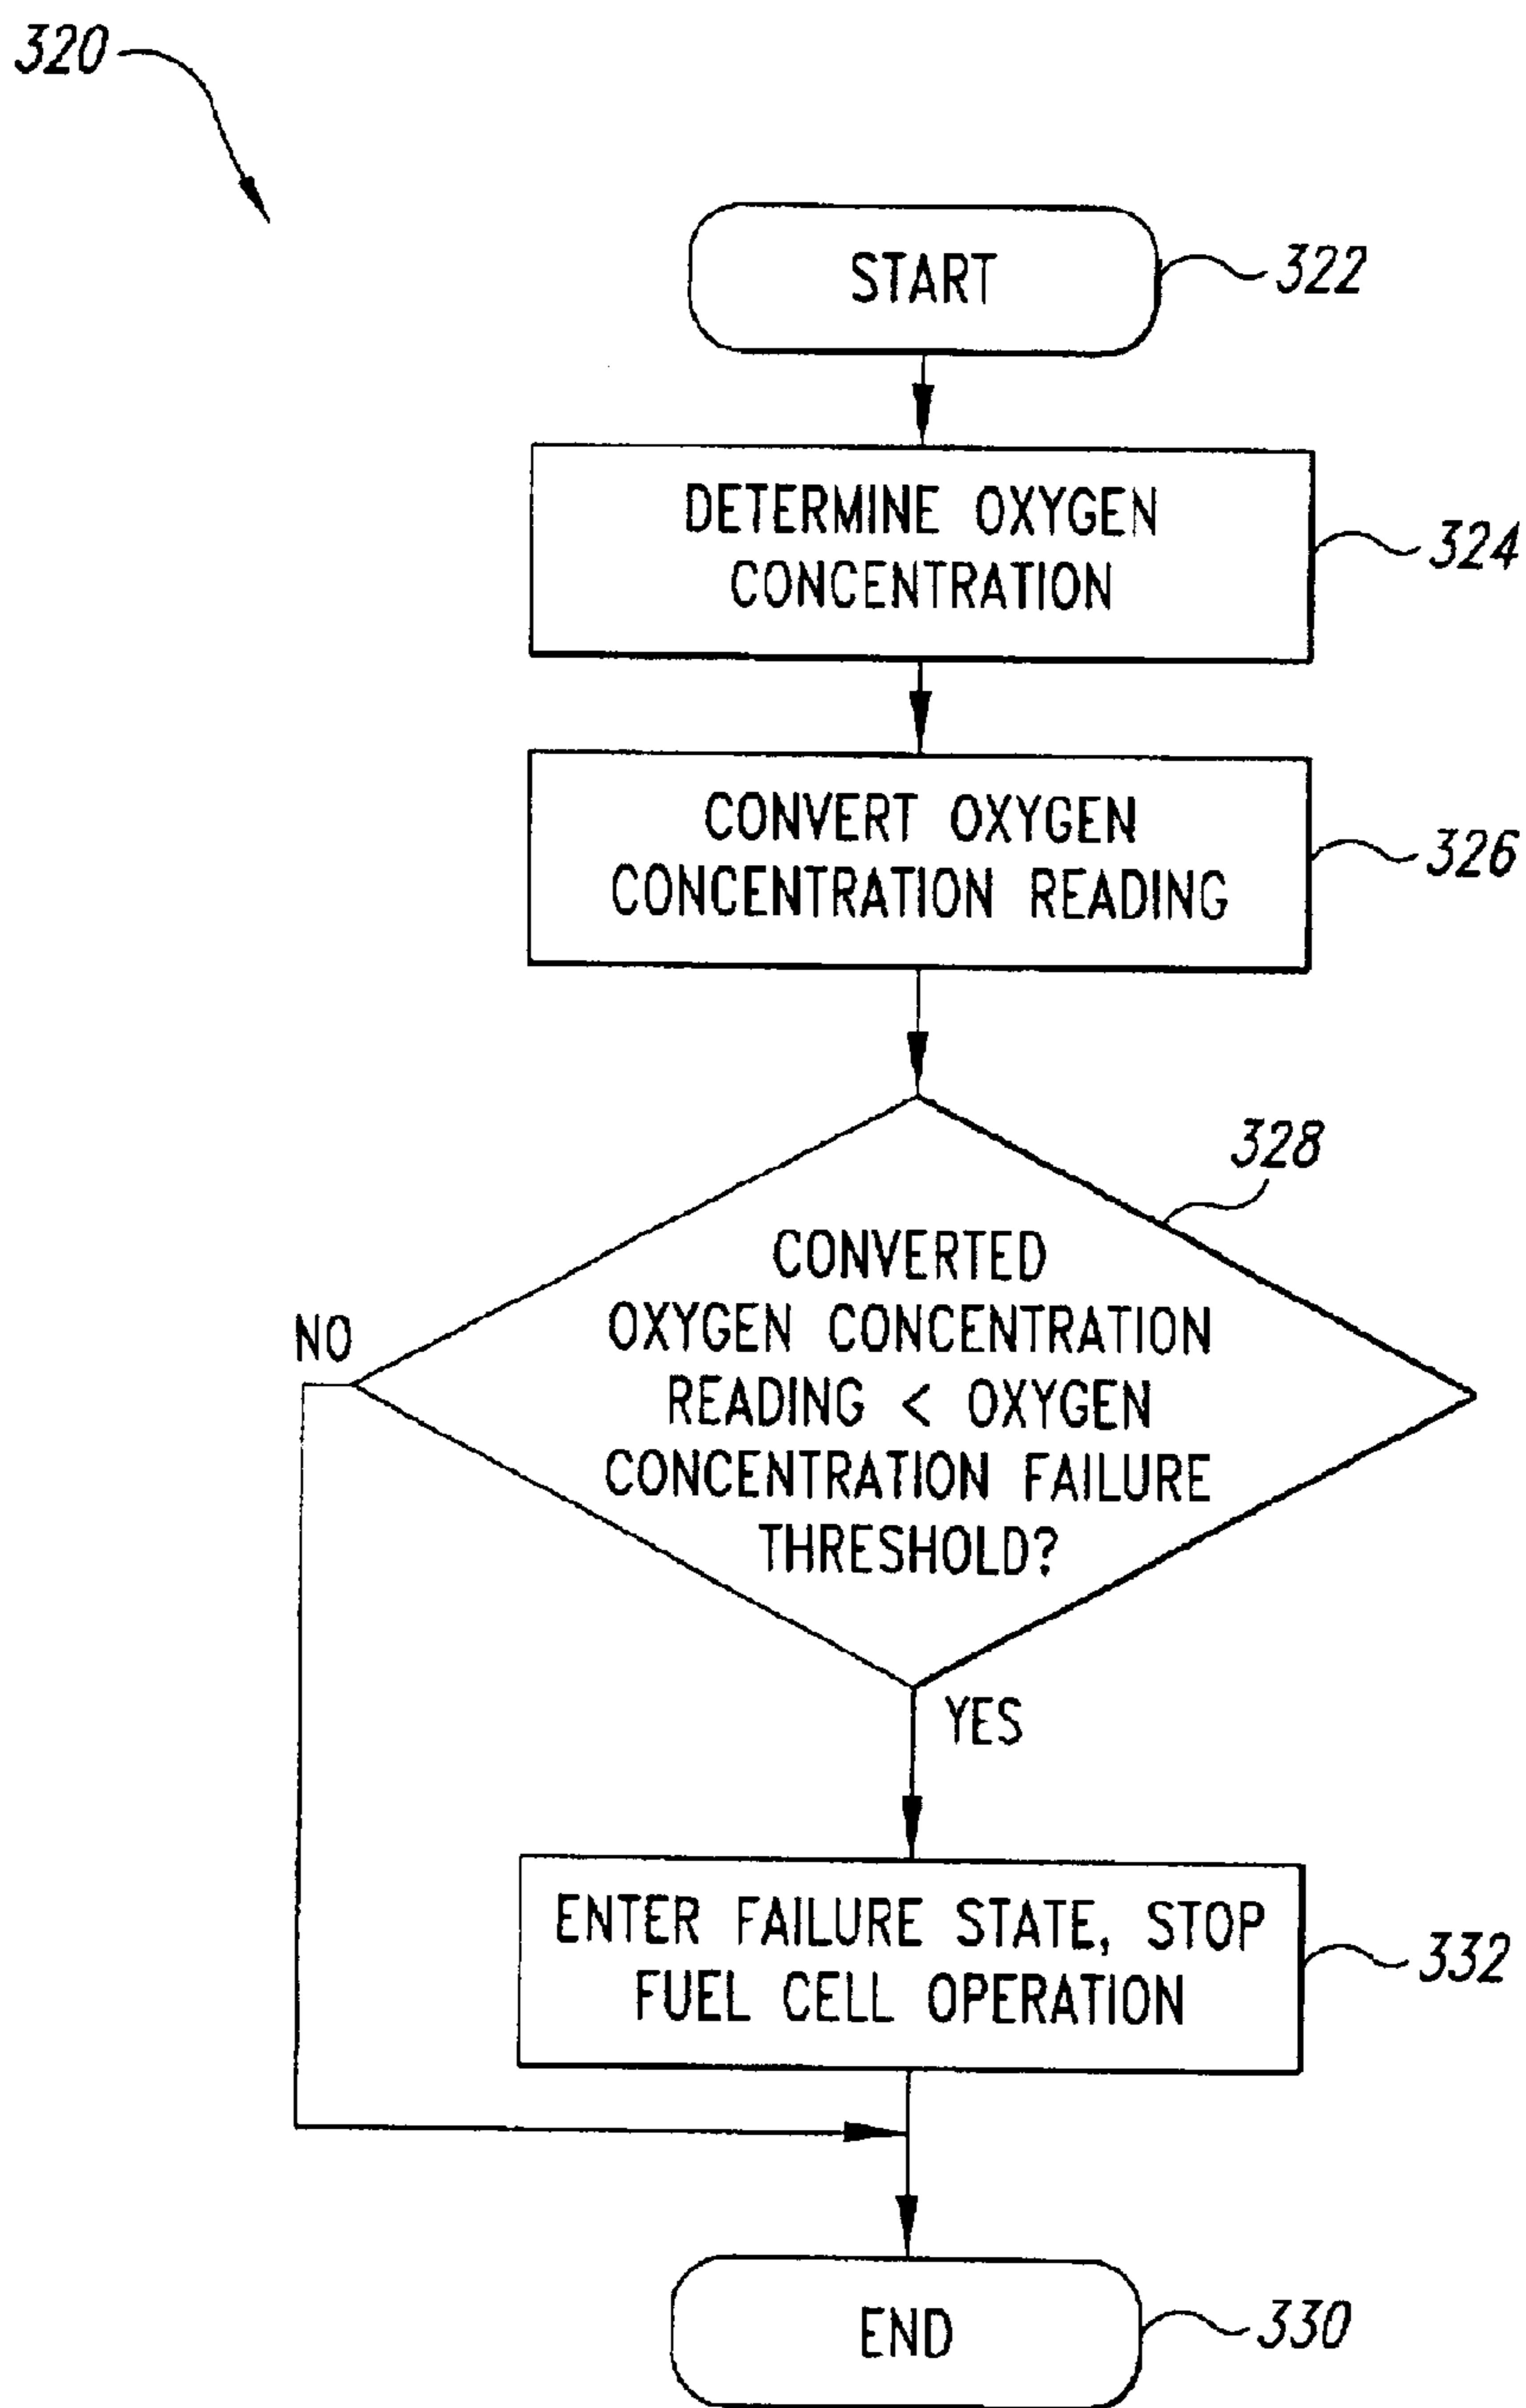 320
START
322
DETERMINE OXYGEN
CONCENTRATION
324
CONVERT OXYGEN
CONCENTRATION READING
326
328
CONVERTED
OXYGEN CONCENTRATION
READING < OXYGEN
CONCENTRATION FAILURE
THRESHOLD?
NO
YES
ENTER FAILURE STATE, STOP
FUEL CELL OPERATION
332
END
330